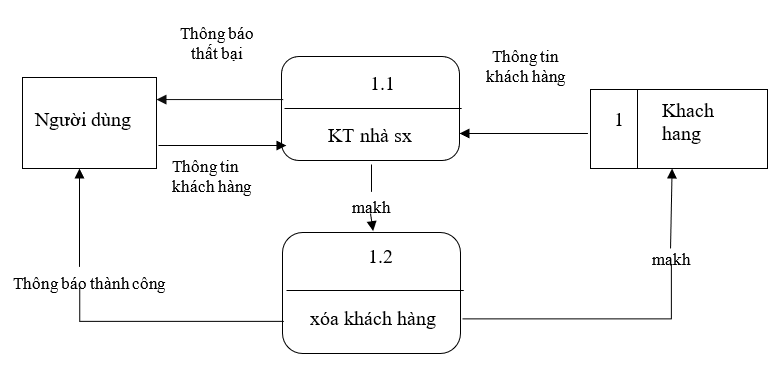 Thông báo
thất bại
Người dùng
Thông tin
khách hàng
1.1
KT nhà sx
Thông tin
khách hàng
1
Khach
hang
makh
Thông báo thành công
1.2
xóa khách hàng
makh